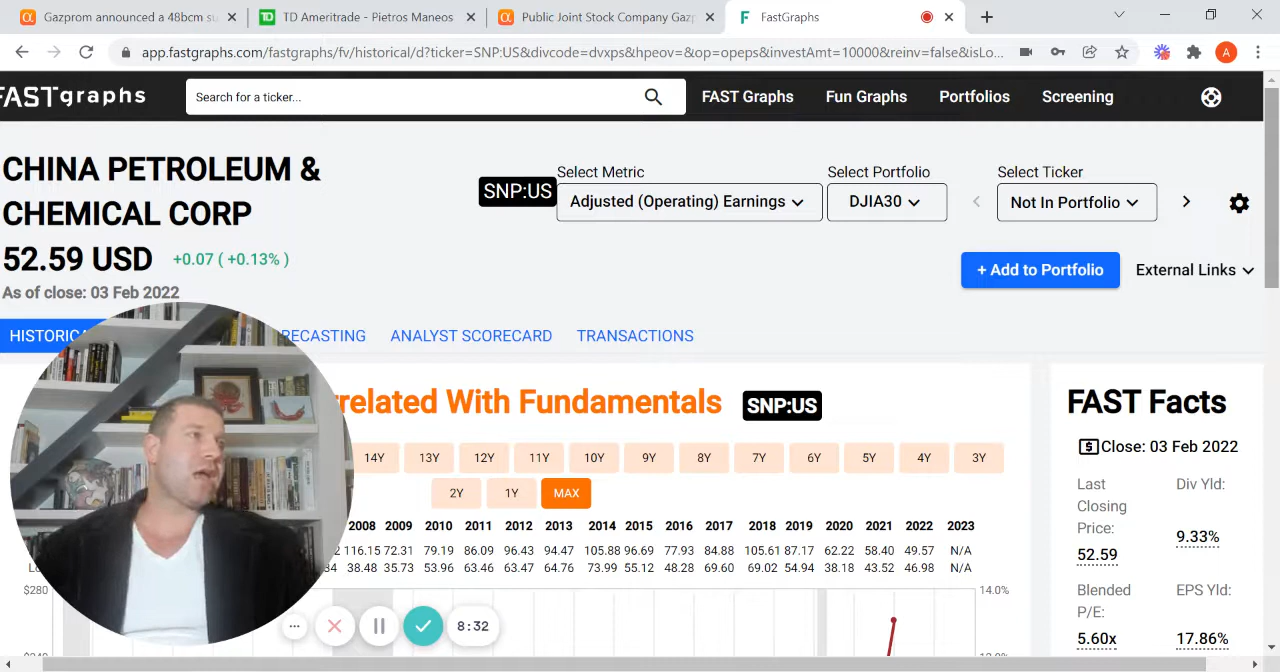 Gazprom announced a 48bcm su
TD Ameritrade - Pietros Maneos
Public Joint Stock Company Gazp
FastGraphs
app.fastgraphs.com/fastgraphs/fv/historical/d?ticker=SNP:US&divcode=dvxps&hpeov=&op=opeps&investAmt=10000&reinv=false&isLo...
A
FASTgraphs
Search for a ticker...
FAST Graphs
Fun Graphs
Portfolios
Screening
CHINA PETROLEUM &
CHEMICAL CORP
SNP:US
Select Metric
Adjusted (Operating) Earnings
Select Portfolio
DJIA30
Select Ticker
Not In Portfolio
52.59 USD +0.07 ( +0.13% )
As of close: 03 Feb 2022
+ Add to Portfolio
External Links
HISTORICA
RECASTING
ANALYST SCORECARD
TRANSACTIONS
rrelated With Fundamentals SNP:US
14Y 13Y 12Y 11Y 10Y 9Y 8Y 7Y 6Y 5Y 4Y 3Y
2Y 1Y MAX
2008 2009 2010 2011 2012 2013 2014 2015 2016 2017 2018 2019 2020 2021 2022 2023
2 116.15 72.31 79.19 86.09 96.43 94.47 105.88 96.69 77.93 84.88 105.61 87.17 62.22 58.40 49.57 N/A
34 38.48 35.73 53.96 63.46 63.47 64.76 73.99 55.12 48.28 69.60 69.02 54.94 38.18 43.52 46.98 N/A
$280
14.0%
8:32
FAST Facts
Close: 03 Feb 2022
Last Closing Price:
52.59
Div Yld:
9.33%
Blended P/E:
5.60x
EPS Yld:
17.86%